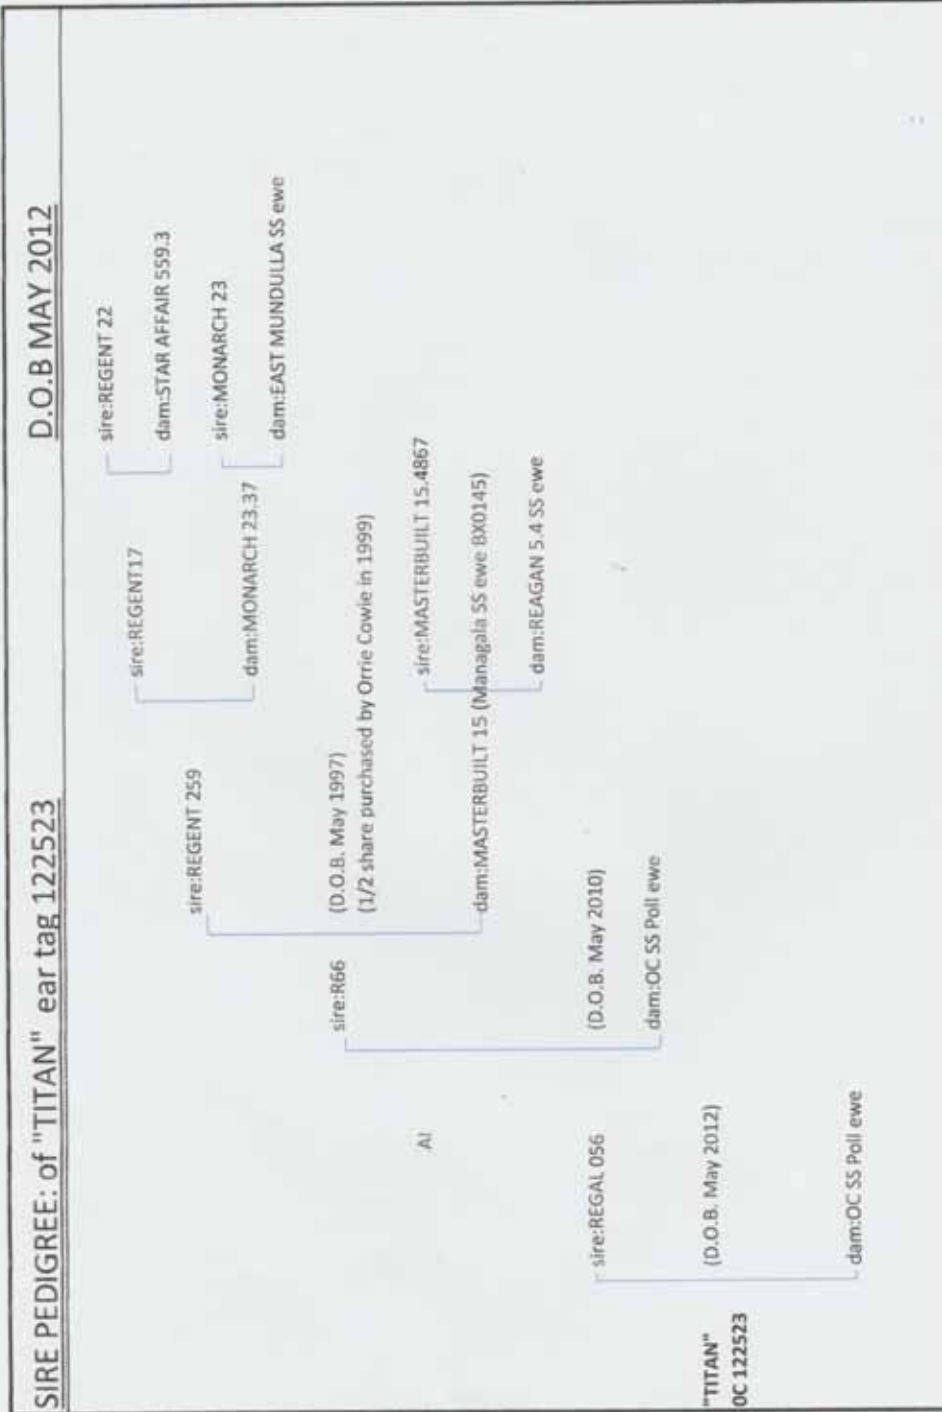 SIRE PEDIGREE: of "TITAN" ear tag 122523 D.O.B MAY 2012
sire:REGENT 22
sire:REGENT17
dam:STAR AFFAIR 559.3
sire:REGENT 259
sire:MONARCH 23
dam:MONARCH 23.37
dam:EAST MUNDULLA SS ewe
sire:R66 (D.O.B. May 1997)
(1/2 share purchased by Orrie Cowie in 1999)
sire:MASTERBUILT 15.4867
AI
dam:MASTERBUILT 15 (Managala SS ewe BX0145)
dam:REAGAN 5.4 SS ewe
sire:REGAL 056 (D.O.B. May 2010)
dam:OC SS Poll ewe
"TITAN" (D.O.B. May 2012)
OC 122523
dam:OC SS Poll ewe